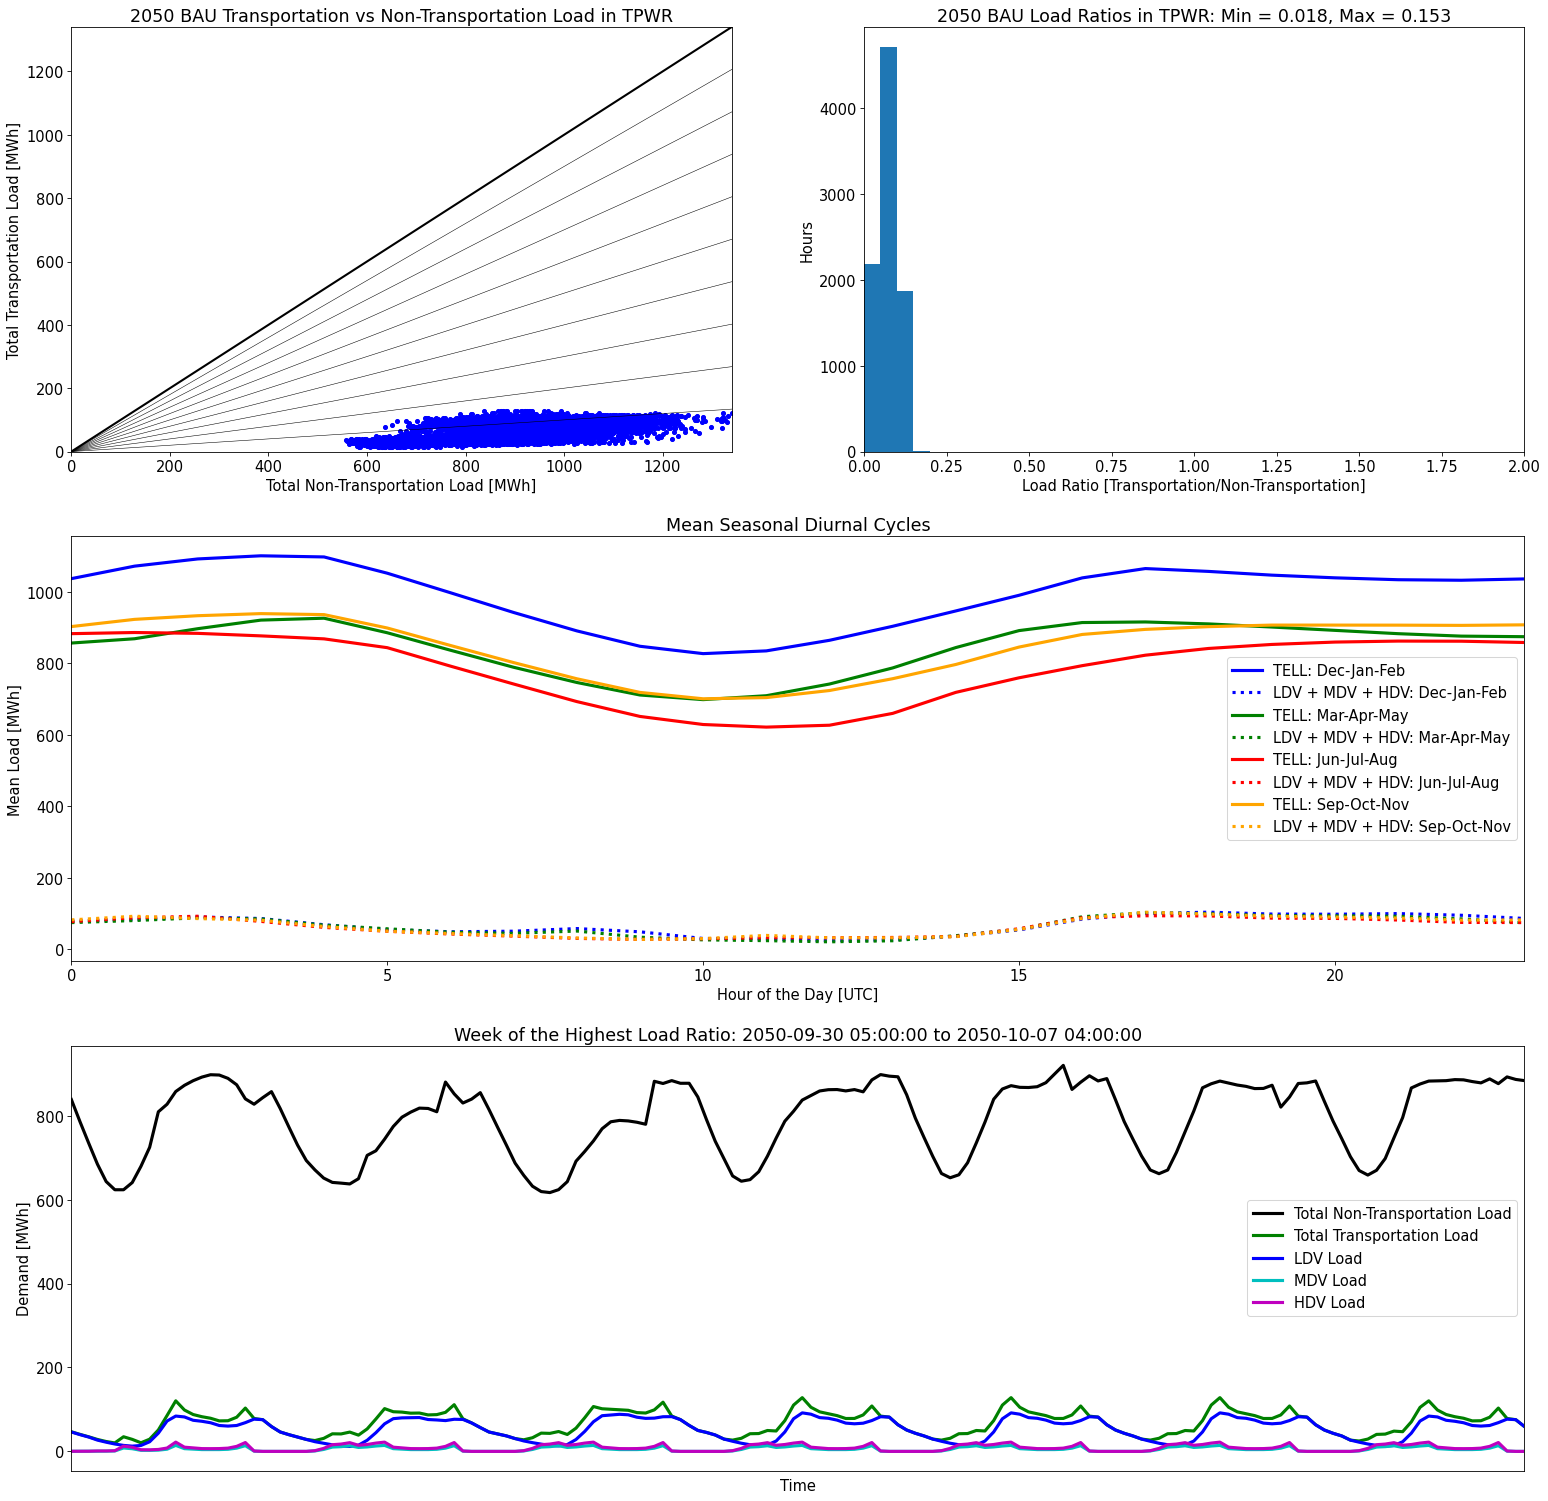 2050 BAU Transportation vs Non-Transportation Load in TPWR
Total Transportation Load [MWh]
1200
1000
800
600
400
200
0
0 200 400 600 800 1000 1200
Total Non-Transportation Load [MWh]
2050 BAU Load Ratios in TPWR: Min = 0.018, Max = 0.153
Hours
4000
3000
2000
1000
0
0.00 0.25 0.50 0.75 1.00 1.25 1.50 1.75 2.00
Load Ratio [Transportation/Non-Transportation]
Mean Seasonal Diurnal Cycles
Mean Load [MWh]
1000
800
600
400
200
0
TELL: Dec-Jan-Feb
LDV + MDV + HDV: Dec-Jan-Feb
TELL: Mar-Apr-May
LDV + MDV + HDV: Mar-Apr-May
TELL: Jun-Jul-Aug
LDV + MDV + HDV: Jun-Jul-Aug
TELL: Sep-Oct-Nov
LDV + MDV + HDV: Sep-Oct-Nov
0 5 10 15 20
Hour of the Day [UTC]
Week of the Highest Load Ratio: 2050-09-30 05:00:00 to 2050-10-07 04:00:00
Demand [MWh]
800
600
400
200
0
Total Non-Transportation Load
Total Transportation Load
LDV Load
MDV Load
HDV Load
Time